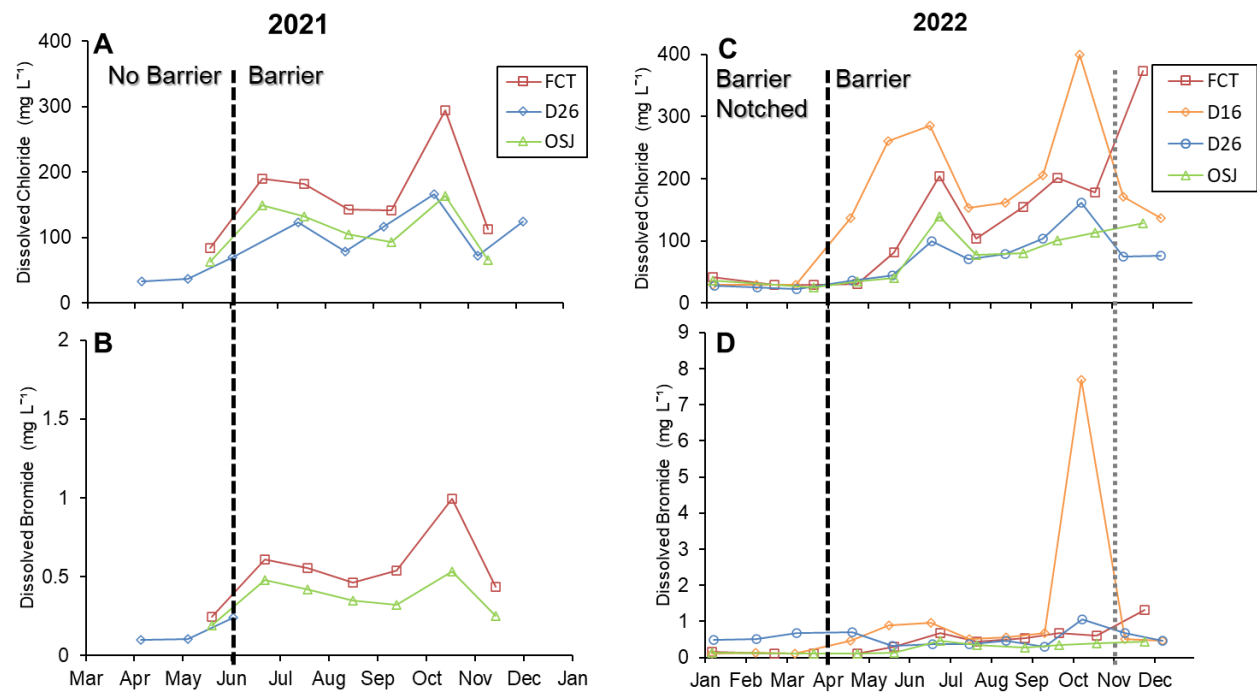 2021
A
Dissolved Chloride (mg L⁻¹)
400
300
200
100
0
No Barrier
Barrier
FCT
D26
OSJ
B
Dissolved Bromide (mg L⁻¹)
2
1.5
1
0.5
0
Mar Apr May Jun Jul Aug Sep Oct Nov Dec Jan
2022
C
Dissolved Chloride (mg L⁻¹)
400
300
200
100
0
Barrier
Notched
Barrier
FCT
D16
D26
OSJ
D
Dissolved Bromide (mg L⁻¹)
9
8
7
6
5
4
3
2
1
0
Jan Feb Mar Apr May Jun Jul Aug Sep Oct Nov Dec